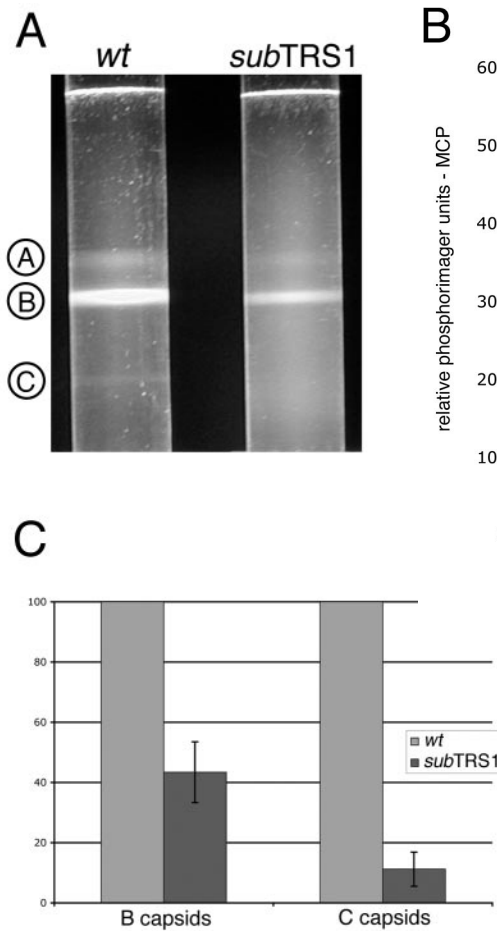 A
wt
subTRS1
A
B
C
B
relative phosphorimager units - MCP
60
50
40
30
20
10
C
100
80
60
40
20
0
wt
subTRS1
B capsids
C capsids